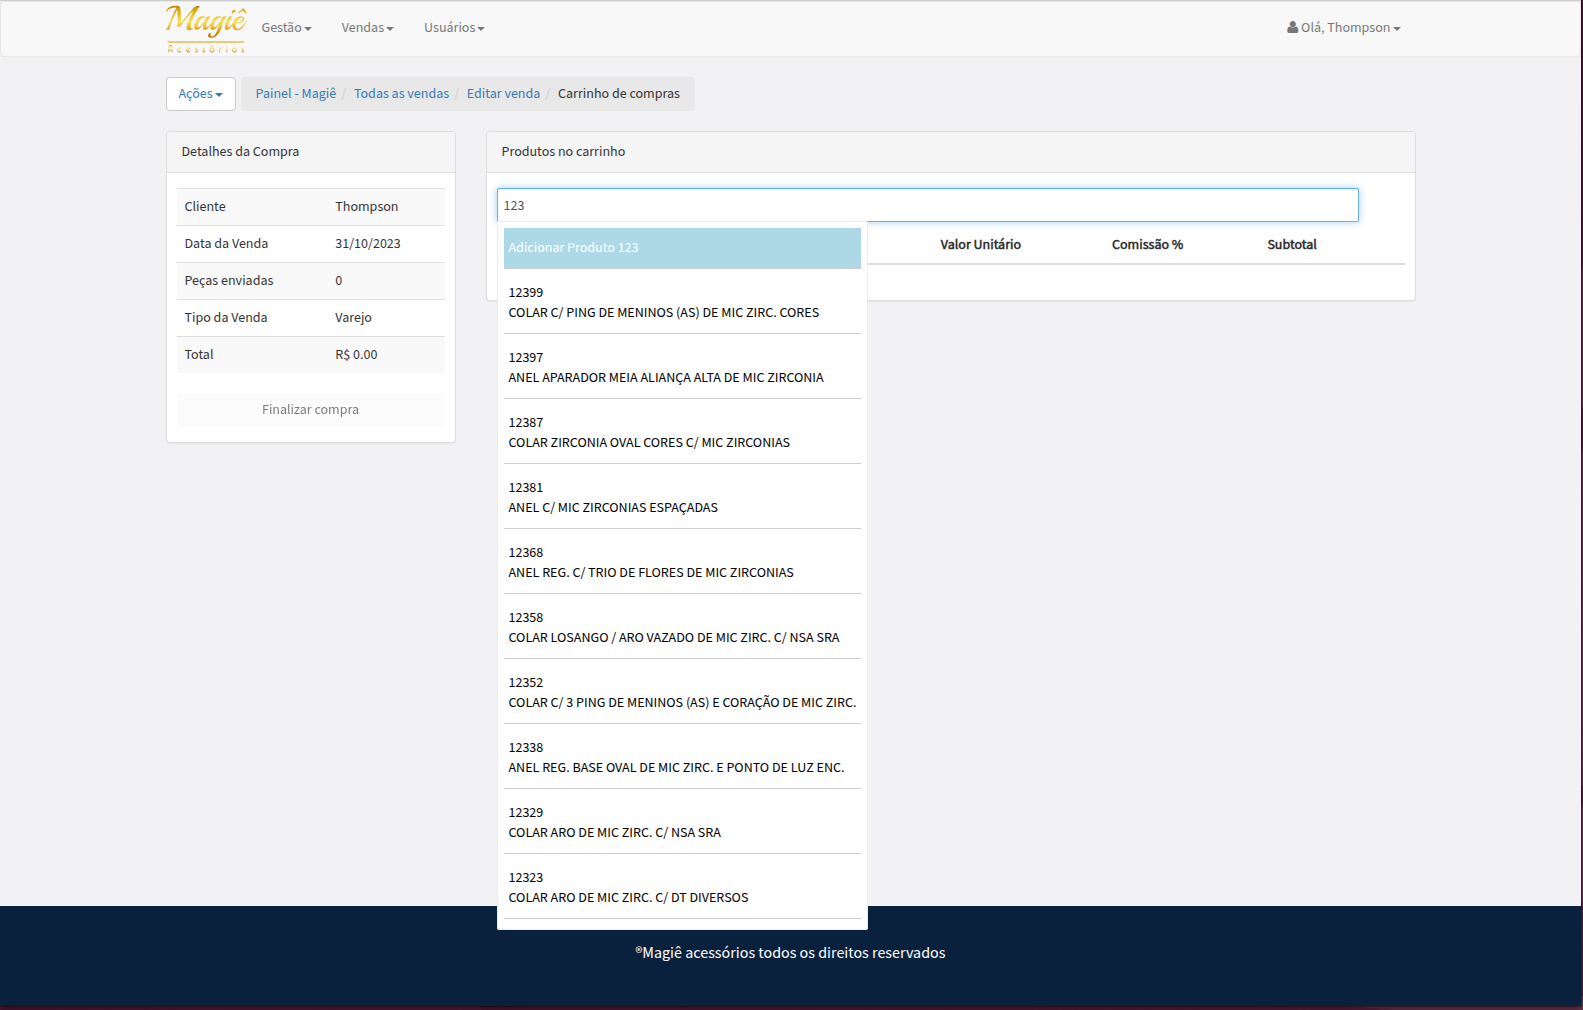 Magiê
Acessórios
Gestão
Vendas
Usuários
Olá, Thompson
Ações
Painel - Magiê / Todas as vendas / Editar venda / Carrinho de compras
Detalhes da Compra
Cliente Thompson
Data da Venda 31/10/2023
Peças enviadas 0
Tipo da Venda Varejo
Total R$ 0.00
Finalizar compra
Produtos no carrinho
123
Valor Unitário Comissão % Subtotal
Adicionar Produto 123
12399
COLAR C/ PING DE MENINOS (AS) DE MIC ZIRC. CORES
12397
ANEL APARADOR MEIA ALIANÇA ALTA DE MIC ZIRCONIA
12387
COLAR ZIRCONIA OVAL CORES C/ MIC ZIRCONIAS
12381
ANEL C/ MIC ZIRCONIAS ESPAÇADAS
12368
ANEL REG. C/ TRIO DE FLORES DE MIC ZIRCONIAS
12358
COLAR LOSANGO / ARO VAZADO DE MIC ZIRC. C/ NSA SRA
12352
COLAR C/ 3 PING DE MENINOS (AS) E CORAÇÃO DE MIC ZIRC.
12338
ANEL REG. BASE OVAL DE MIC ZIRC. E PONTO DE LUZ ENC.
12329
COLAR ARO DE MIC ZIRC. C/ NSA SRA
12323
COLAR ARO DE MIC ZIRC. C/ DT DIVERSOS
®Magiê acessórios todos os direitos reservados